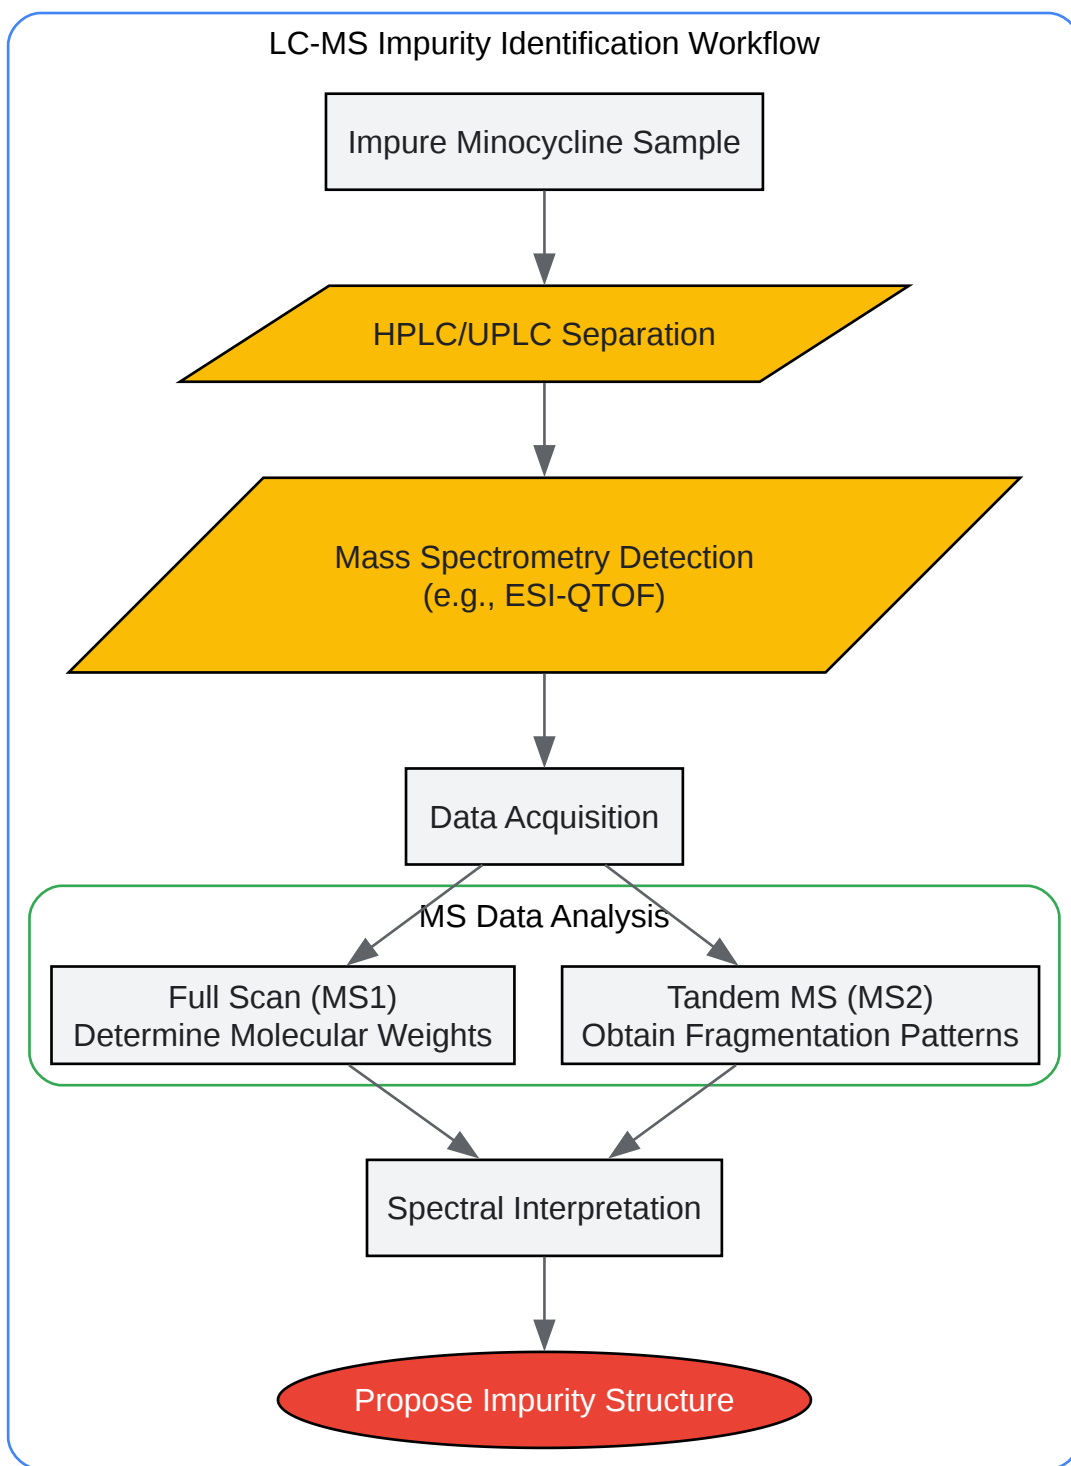 LC-MS Impurity Identification Workflow
Impure Minocycline Sample
HPLC/UPLC Separation
Mass Spectrometry Detection
(e.g., ESI-QTOF)
Data Acquisition
MS Data Analysis
Full Scan (MS1)
Determine Molecular Weights
Tandem MS (MS2)
Obtain Fragmentation Patterns
Spectral Interpretation
Propose Impurity Structure